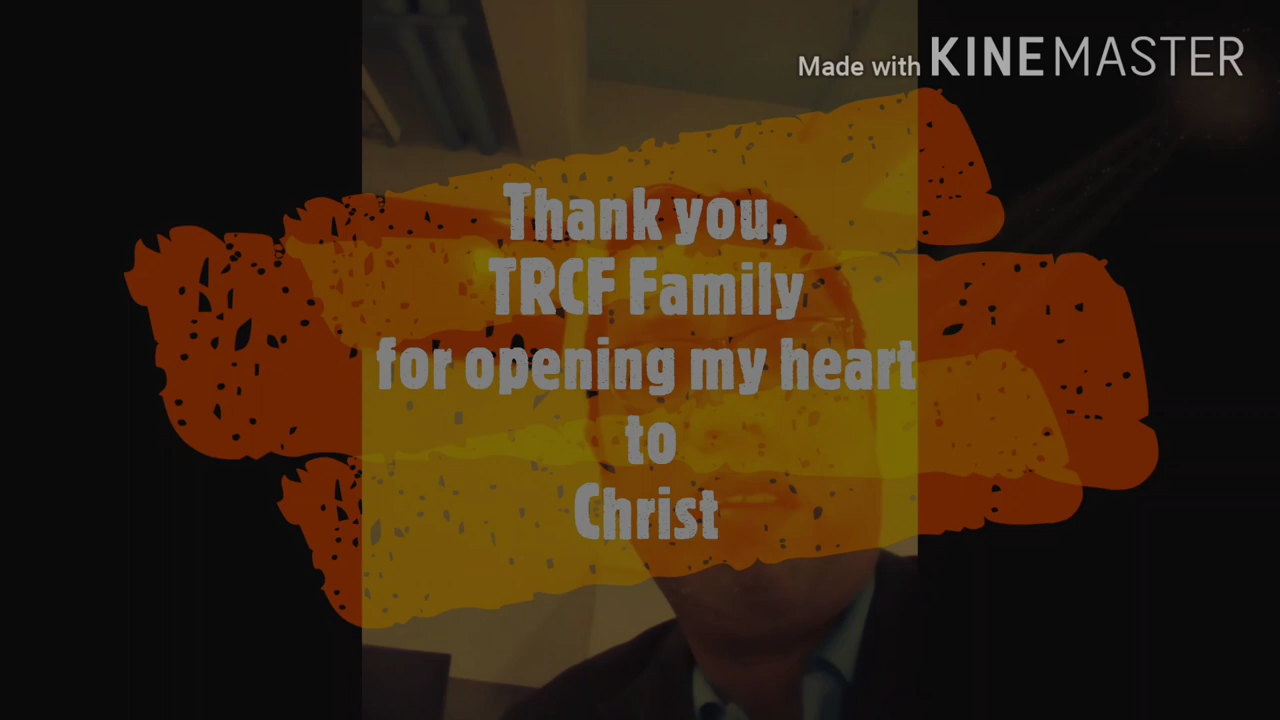 Made with KINEMASTER
Thank you,
TRCF Family
for opening my heart
to
Christ